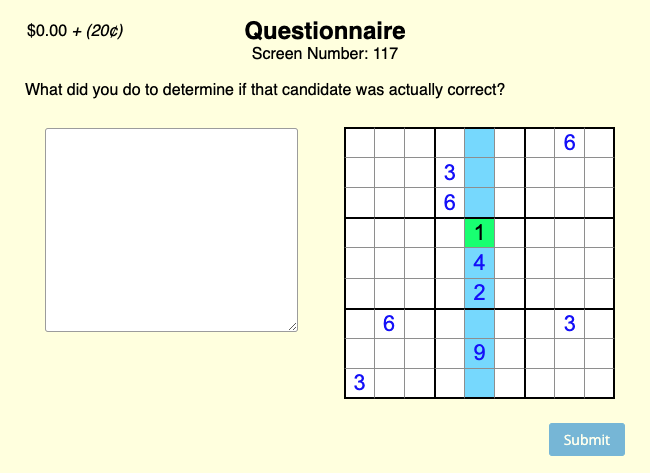 $0.00 + (20¢)
Questionnaire
Screen Number: 117
What did you do to determine if that candidate was actually correct?
6
3
6
1
4
2
6 3
9
3
Submit